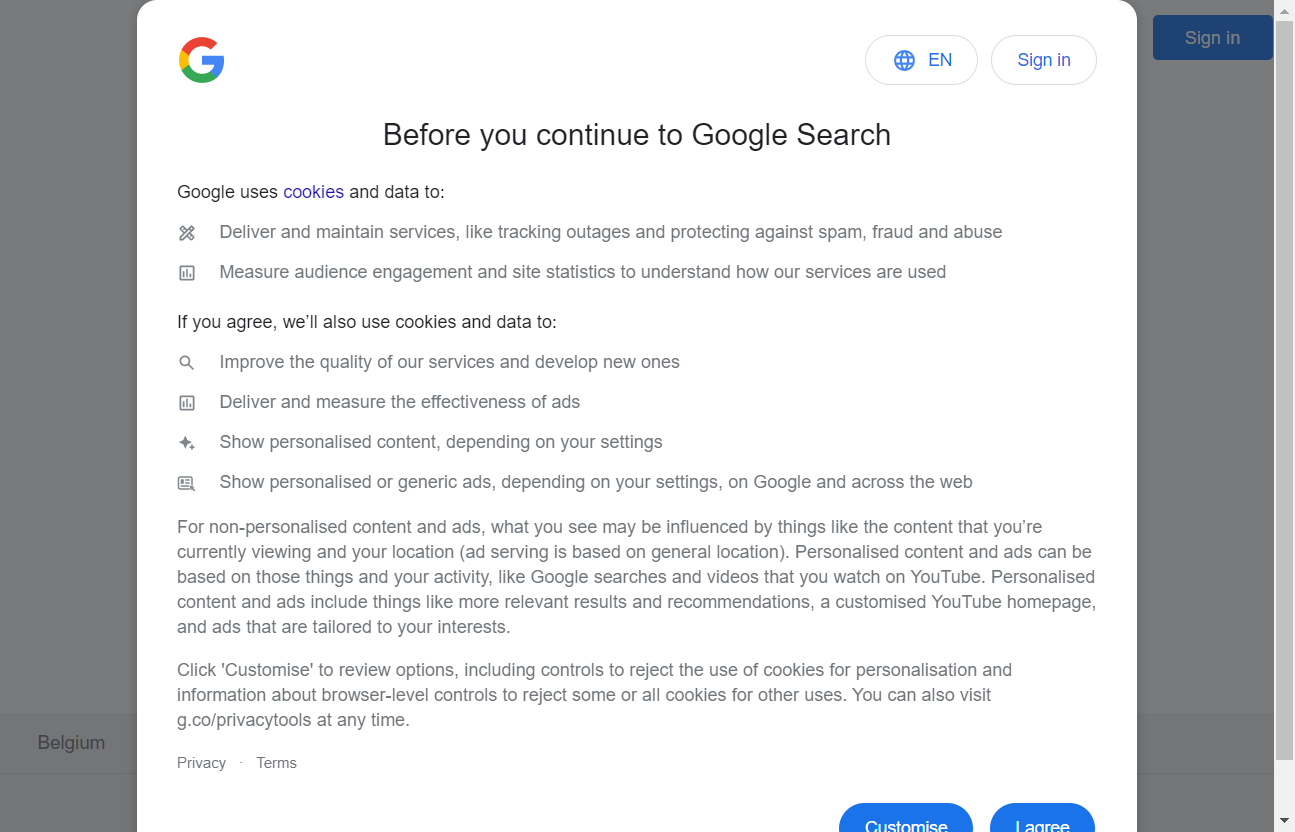 Sign in
EN
Sign in
Before you continue to Google Search
Google uses cookies and data to:
Deliver and maintain services, like tracking outages and protecting against spam, fraud and abuse
Measure audience engagement and site statistics to understand how our services are used
If you agree, we’ll also use cookies and data to:
Improve the quality of our services and develop new ones
Deliver and measure the effectiveness of ads
Show personalised content, depending on your settings
Show personalised or generic ads, depending on your settings, on Google and across the web
For non-personalised content and ads, what you see may be influenced by things like the content that you’re
currently viewing and your location (ad serving is based on general location). Personalised content and ads can be
based on those things and your activity, like Google searches and videos that you watch on YouTube. Personalised
content and ads include things like more relevant results and recommendations, a customised YouTube homepage,
and ads that are tailored to your interests.
Click 'Customise' to review options, including controls to reject the use of cookies for personalisation and
information about browser-level controls to reject some or all cookies for other uses. You can also visit
g.co/privacytools at any time.
Belgium
Privacy · Terms
Customise
I agree